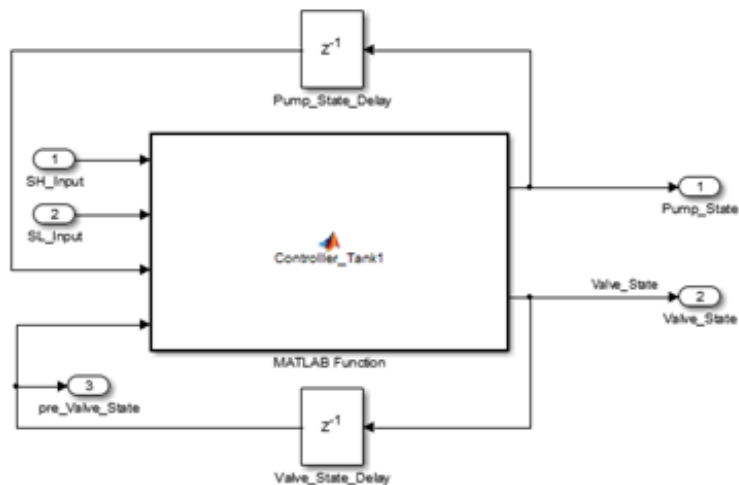 z-1
Pump_State_Delay
1
SH_Input
2
SL_Input
Controller_Tank1
1
Pump_State
Valve_State
2
Valve_State
MATLAB Function
3
pre_Valve_State
z-1
Valve_State_Delay